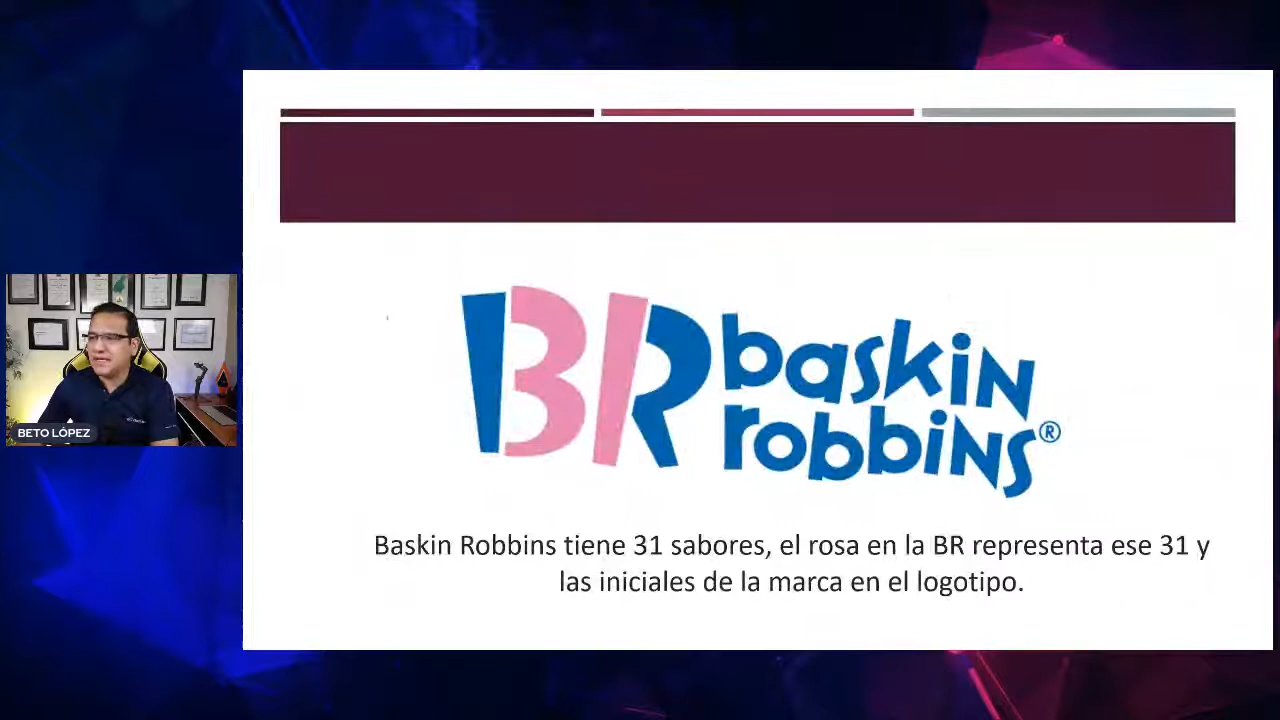 BR baskin
robbins®
Baskin Robbins tiene 31 sabores, el rosa en la BR representa ese 31 y
las iniciales de la marca en el logotipo.
BETO LÓPEZ